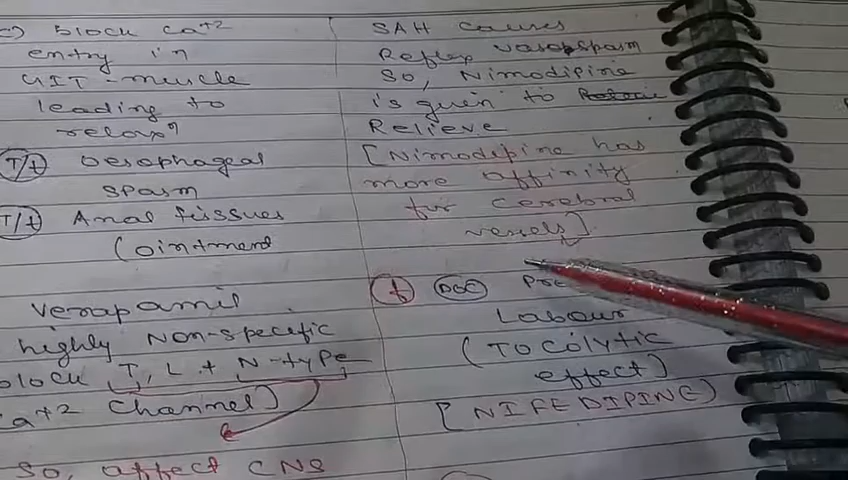 block ca+2
entry in
GIT-muscle
leading to
relaxⁿ
T/t oesophageal
spasm
T/t Anal fissues
(ointment
verapamil
highly Non-specific
block T, L + N-type
ca+2 channel]
So, affect CNS
SAH causes
Reflex vasospasm
So, Nimodipine
is guein to
Relieve
[Nimodipine has
more affinity
for cerebral
vessels]
DOC
Labour
(TOCOlytic
effect)
[NIFEDIPINE)